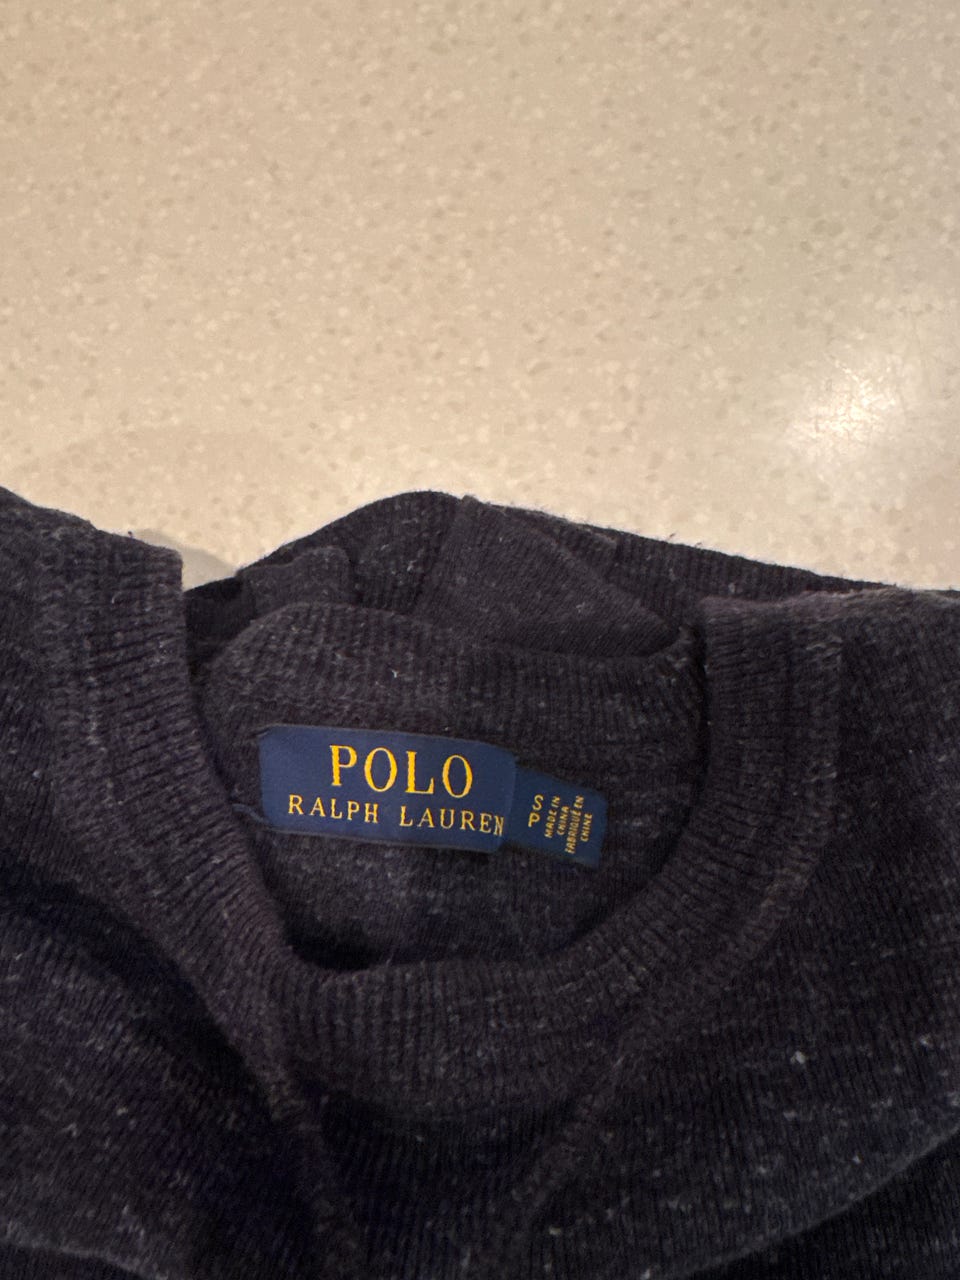 POLO
RALPH LAUREN
S
P
MADE IN
CHINA
FABRIQUÉ EN
CHINE